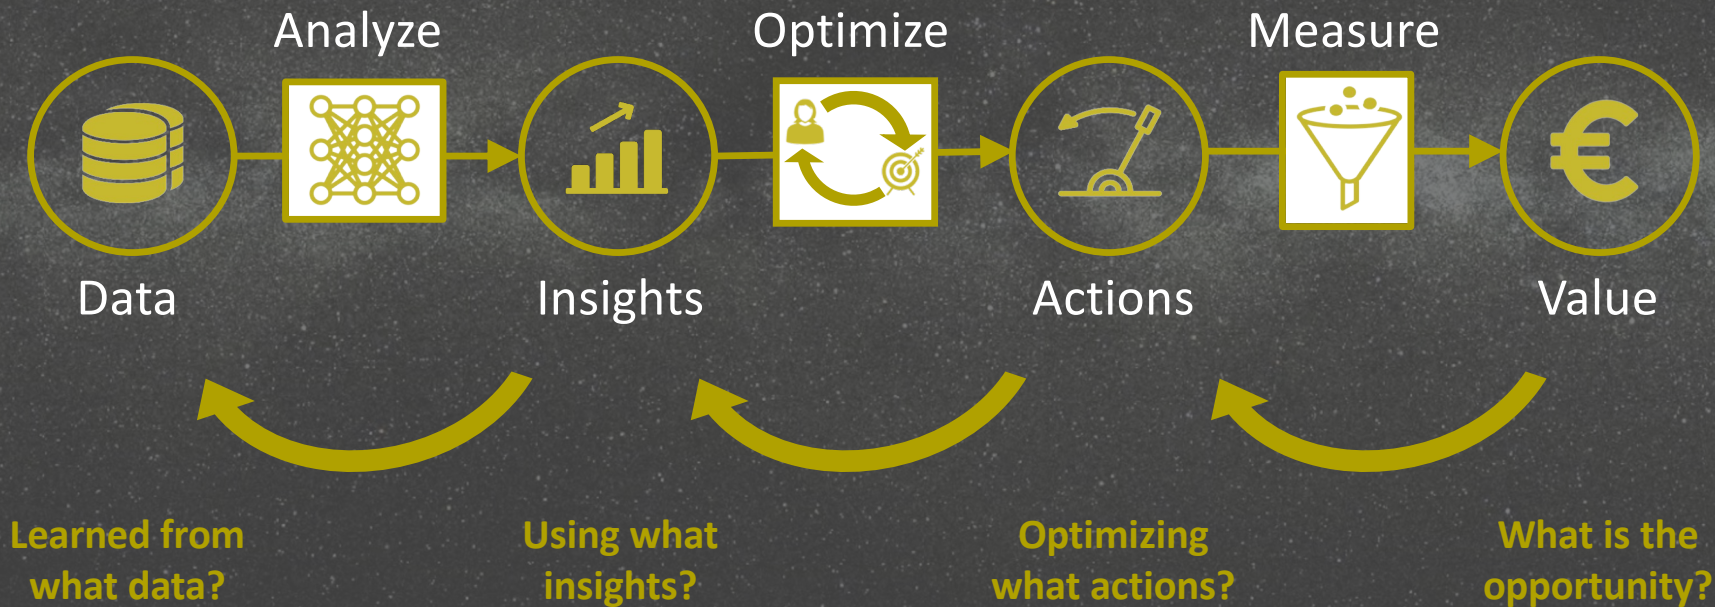 Analyze
Optimize
Measure
€
Data
Insights
Actions
Value
Learned from
what data?
Using what
insights?
Optimizing
what actions?
What is the
opportunity?